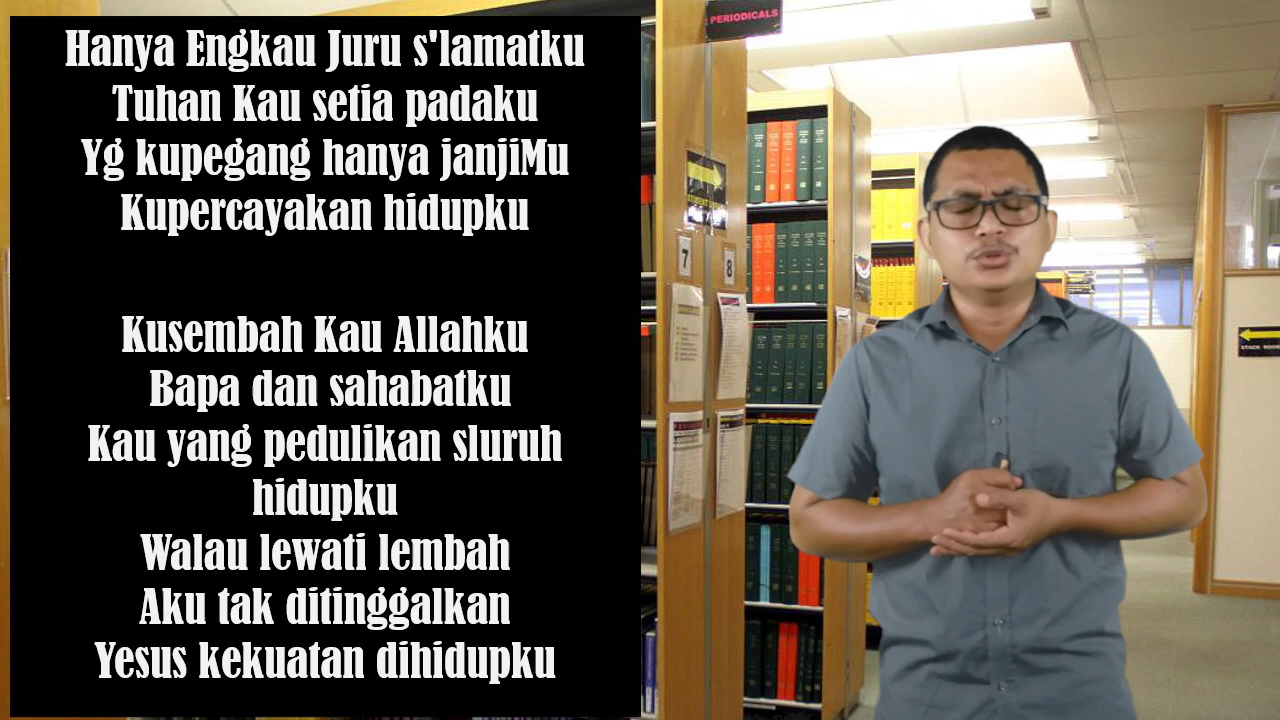 Hanya Engkau Juru s'lamatku
Tuhan Kau setia padaku
Yg kupegang hanya janjiMu
Kupercayakan hidupku
Kusembah Kau Allahku
Bapa dan sahabatku
Kau yang pedulikan sluruh
hidupku
Walau lewati lembah
Aku tak ditinggalkan
Yesus kekuatan dihidupku
PERIODICALS
7
8